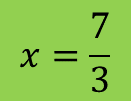 x = 7/3